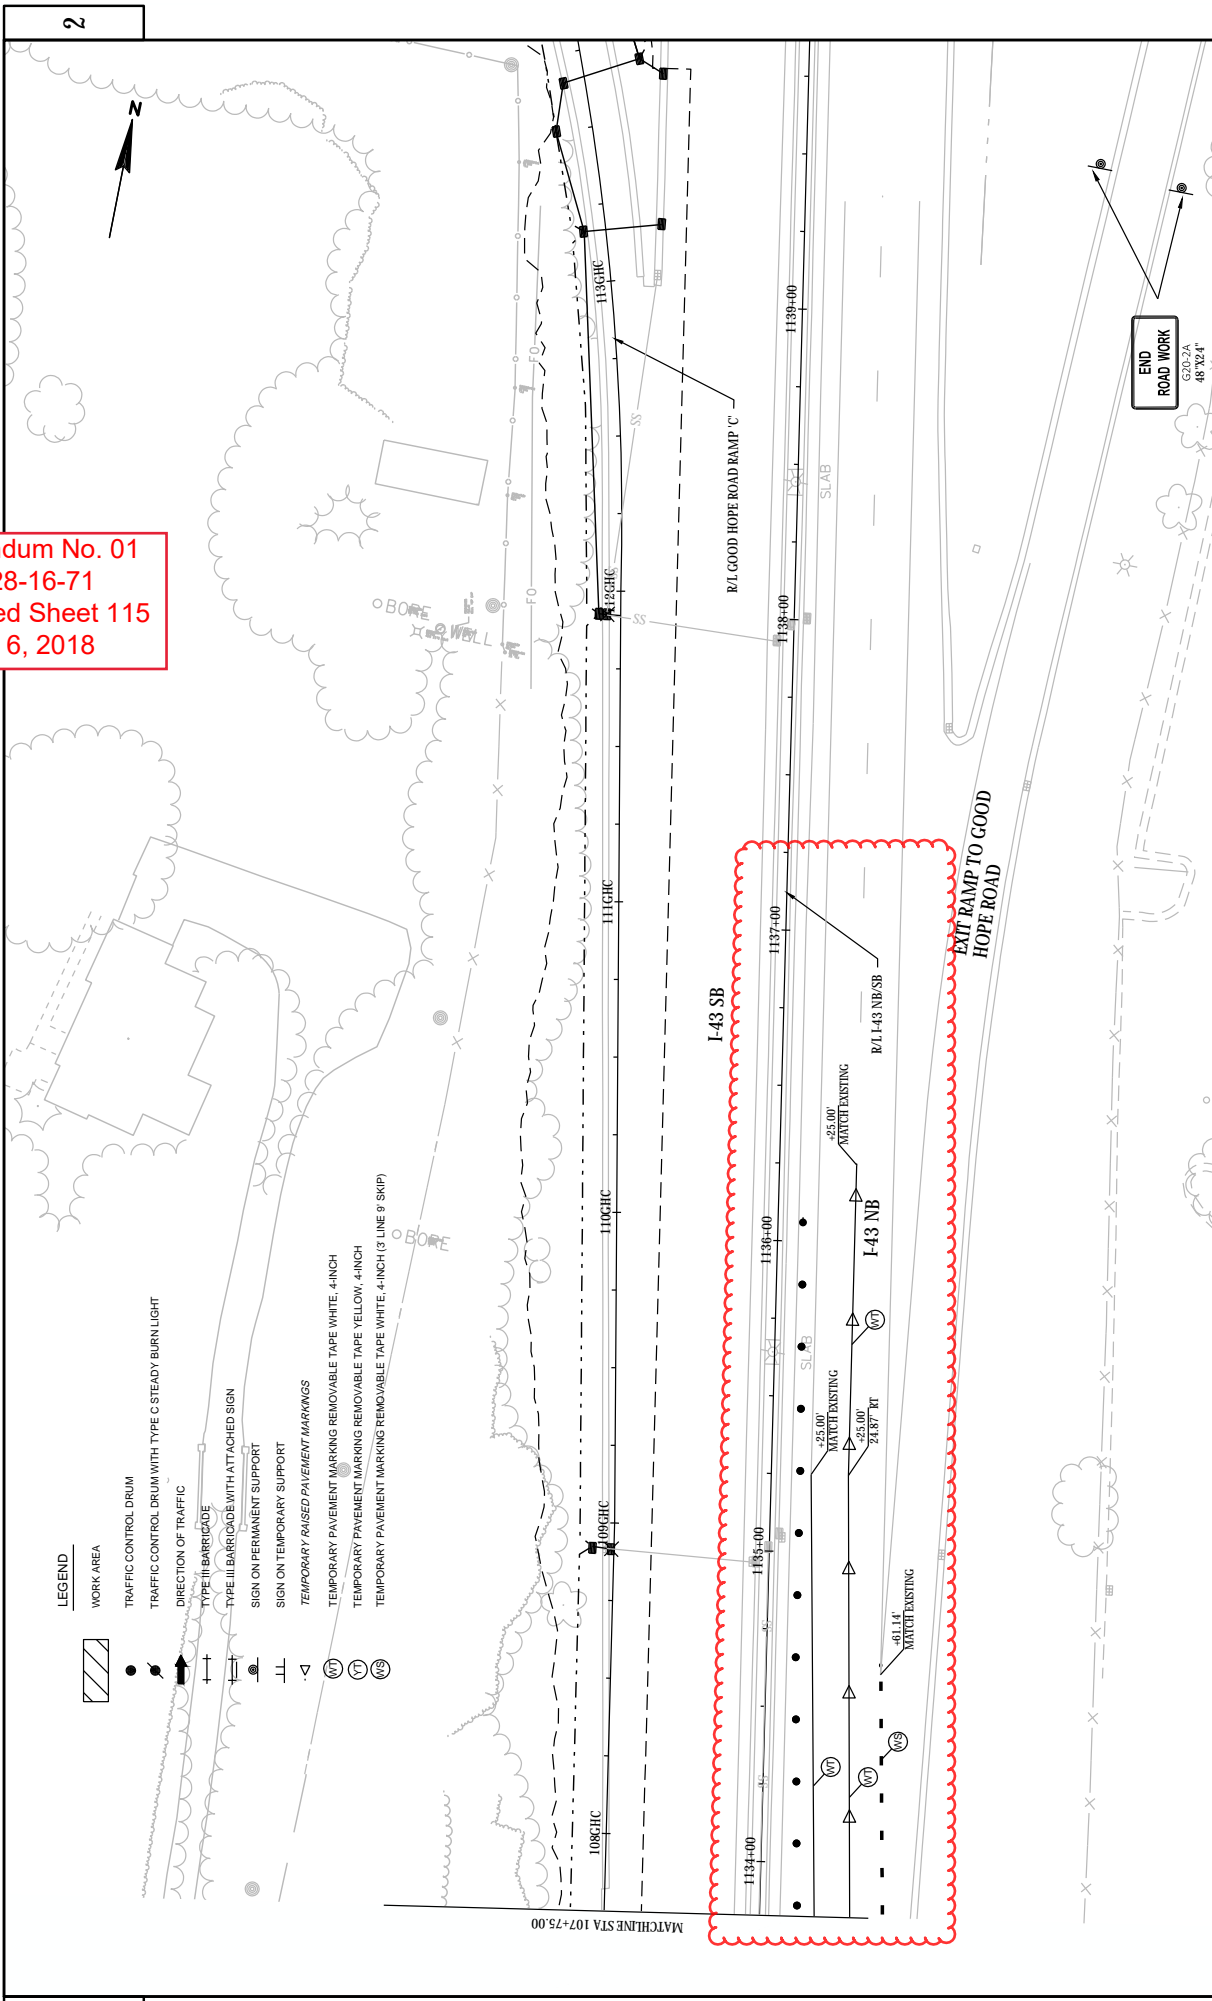 2
N
ndum No. 01
28-16-71
ed Sheet 115
6, 2018
LEGEND
WORK AREA
TRAFFIC CONTROL DRUM
TRAFFIC CONTROL DRUM WITH TYPE C STEADY BURN LIGHT
DIRECTION OF TRAFFIC
TYPE III BARRICADE
TYPE III BARRICADE WITH ATTACHED SIGN
SIGN ON PERMANENT SUPPORT
SIGN ON TEMPORARY SUPPORT
TEMPORARY RAISED PAVEMENT MARKINGS
WT TEMPORARY PAVEMENT MARKING REMOVABLE TAPE WHITE, 4-INCH
YT TEMPORARY PAVEMENT MARKING REMOVABLE TAPE YELLOW, 4-INCH
WS TEMPORARY PAVEMENT MARKING REMOVABLE TAPE WHITE, 4-INCH (3' LINE 9' SKIP)
BORE
WELL
BORE
FO
FO
MATCHLINE STA 107+75.00
108GHC
109GHC
110GHC
111GHC
112GHC
113GHC
R/L GOOD HOPE ROAD RAMP 'C'
SS
SS
SS
SS
SS
1134+00
1135+00
1136+00
1137+00
1138+00
1139+00
I-43 SB
SLAB
SLAB
R/L I-43 NB/SB
I-43 NB
+25.00'
MATCH EXISTING
+25.00'
MATCH EXISTING
+25.00'
24.87' RT
+61.14'
MATCH EXISTING
WT
WT
WT
WS
EXIT RAMP TO GOOD
HOPE ROAD
END
ROAD WORK
G20-2A
48"X24"